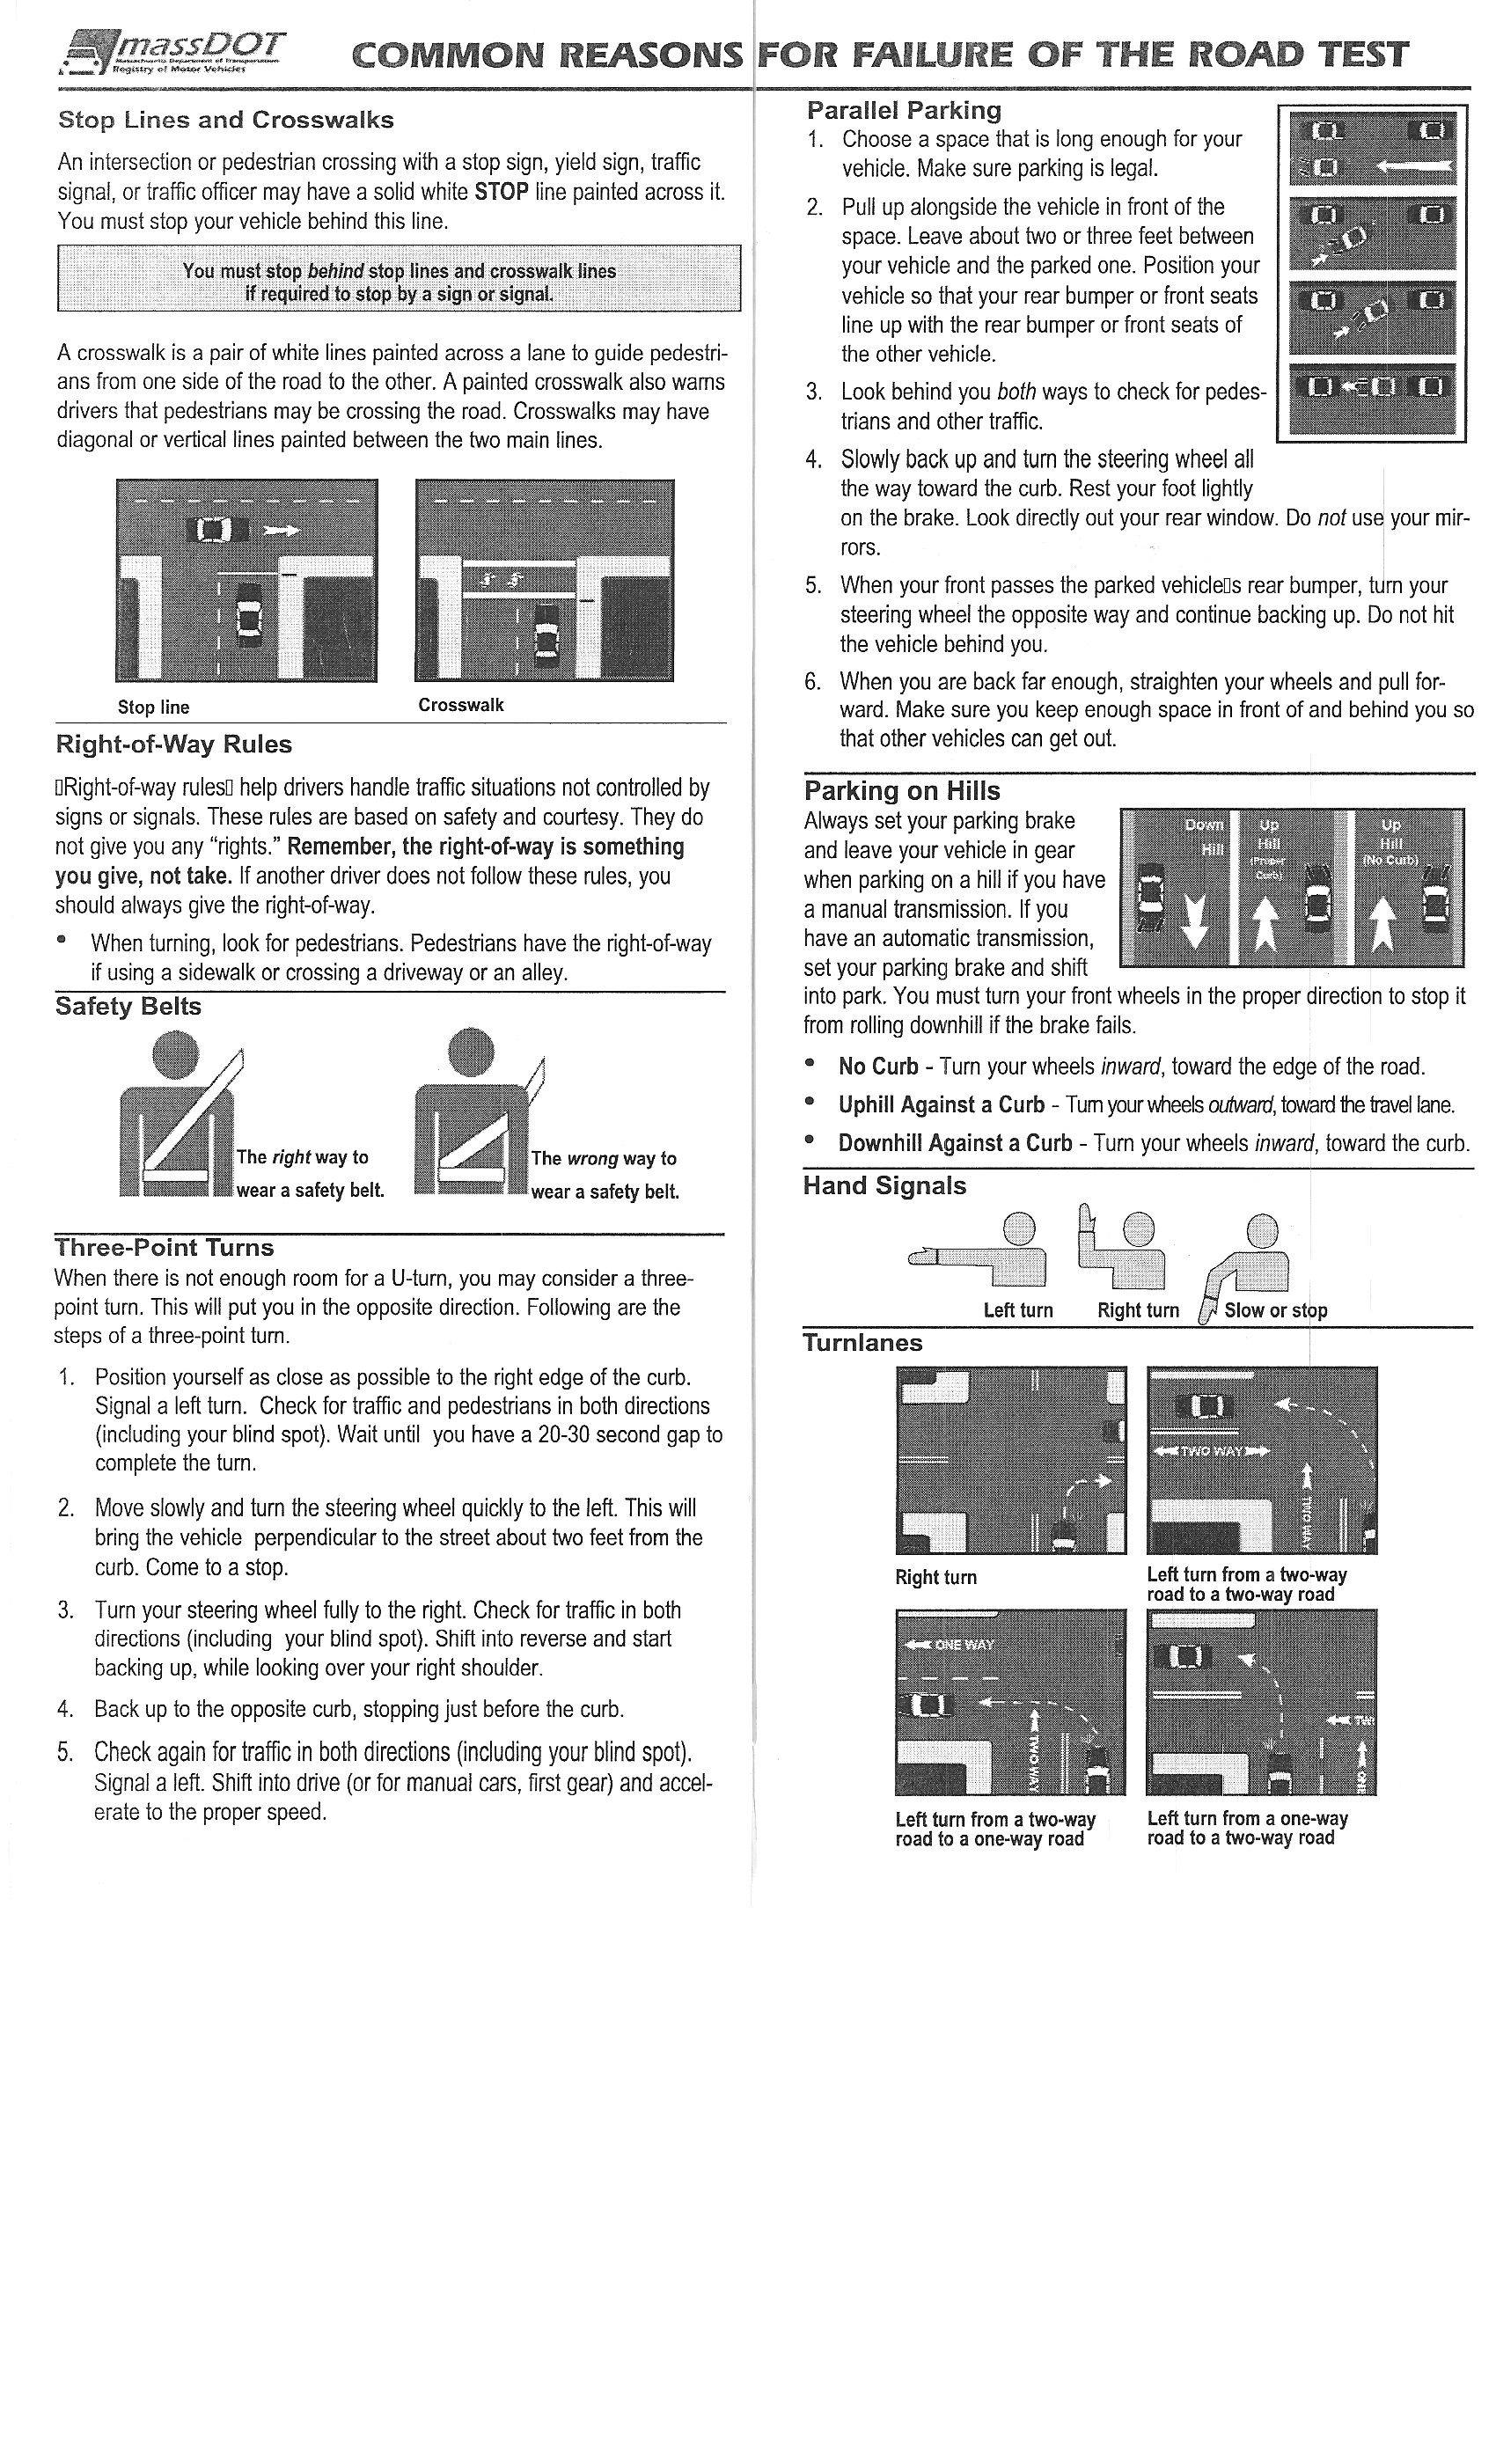 massDOT
Massachusetts Department of Transportation
Registry of Motor Vehicles
COMMON REASONS FOR FAILURE OF THE ROAD TEST
Stop Lines and Crosswalks
An intersection or pedestrian crossing with a stop sign, yield sign, traffic
signal, or traffic officer may have a solid white STOP line painted across it.
You must stop your vehicle behind this line.
You must stop behind stop lines and crosswalk lines
if required to stop by a sign or signal.
A crosswalk is a pair of white lines painted across a lane to guide pedestri-
ans from one side of the road to the other. A painted crosswalk also warns
drivers that pedestrians may be crossing the road. Crosswalks may have
diagonal or vertical lines painted between the two main lines.
Stop line
Crosswalk
Right-of-Way Rules
▯Right-of-way rules▯ help drivers handle traffic situations not controlled by
signs or signals. These rules are based on safety and courtesy. They do
not give you any “rights.” Remember, the right-of-way is something
you give, not take. If another driver does not follow these rules, you
should always give the right-of-way.
• When turning, look for pedestrians. Pedestrians have the right-of-way
if using a sidewalk or crossing a driveway or an alley.
Safety Belts
The right way to
wear a safety belt.
The wrong way to
wear a safety belt.
Three-Point Turns
When there is not enough room for a U-turn, you may consider a three-
point turn. This will put you in the opposite direction. Following are the
steps of a three-point turn.
1. Position yourself as close as possible to the right edge of the curb.
Signal a left turn. Check for traffic and pedestrians in both directions
(including your blind spot). Wait until you have a 20-30 second gap to
complete the turn.
2. Move slowly and turn the steering wheel quickly to the left. This will
bring the vehicle perpendicular to the street about two feet from the
curb. Come to a stop.
3. Turn your steering wheel fully to the right. Check for traffic in both
directions (including your blind spot). Shift into reverse and start
backing up, while looking over your right shoulder.
4. Back up to the opposite curb, stopping just before the curb.
5. Check again for traffic in both directions (including your blind spot).
Signal a left. Shift into drive (or for manual cars, first gear) and accel-
erate to the proper speed.
Parallel Parking
1. Choose a space that is long enough for your
vehicle. Make sure parking is legal.
2. Pull up alongside the vehicle in front of the
space. Leave about two or three feet between
your vehicle and the parked one. Position your
vehicle so that your rear bumper or front seats
line up with the rear bumper or front seats of
the other vehicle.
3. Look behind you both ways to check for pedes-
trians and other traffic.
4. Slowly back up and turn the steering wheel all
the way toward the curb. Rest your foot lightly
on the brake. Look directly out your rear window. Do not use your mir-
rors.
5. When your front passes the parked vehicle▯s rear bumper, turn your
steering wheel the opposite way and continue backing up. Do not hit
the vehicle behind you.
6. When you are back far enough, straighten your wheels and pull for-
ward. Make sure you keep enough space in front of and behind you so
that other vehicles can get out.
Parking on Hills
Always set your parking brake
and leave your vehicle in gear
when parking on a hill if you have
a manual transmission. If you
have an automatic transmission,
set your parking brake and shift
into park. You must turn your front wheels in the proper direction to stop it
from rolling downhill if the brake fails.
Down
Hill
Up
Hill
(Proper
Curb)
Up
Hill
(No Curb)
• No Curb - Turn your wheels inward, toward the edge of the road.
• Uphill Against a Curb - Turn your wheels outward, toward the travel lane.
• Downhill Against a Curb - Turn your wheels inward, toward the curb.
Hand Signals
Left turn
Right turn
Slow or stop
Turnlanes
TWO WAY
TWO WAY
Right turn
Left turn from a two-way
road to a two-way road
ONE WAY
TWO WAY
TW
ONE
Left turn from a two-way
road to a one-way road
Left turn from a one-way
road to a two-way road